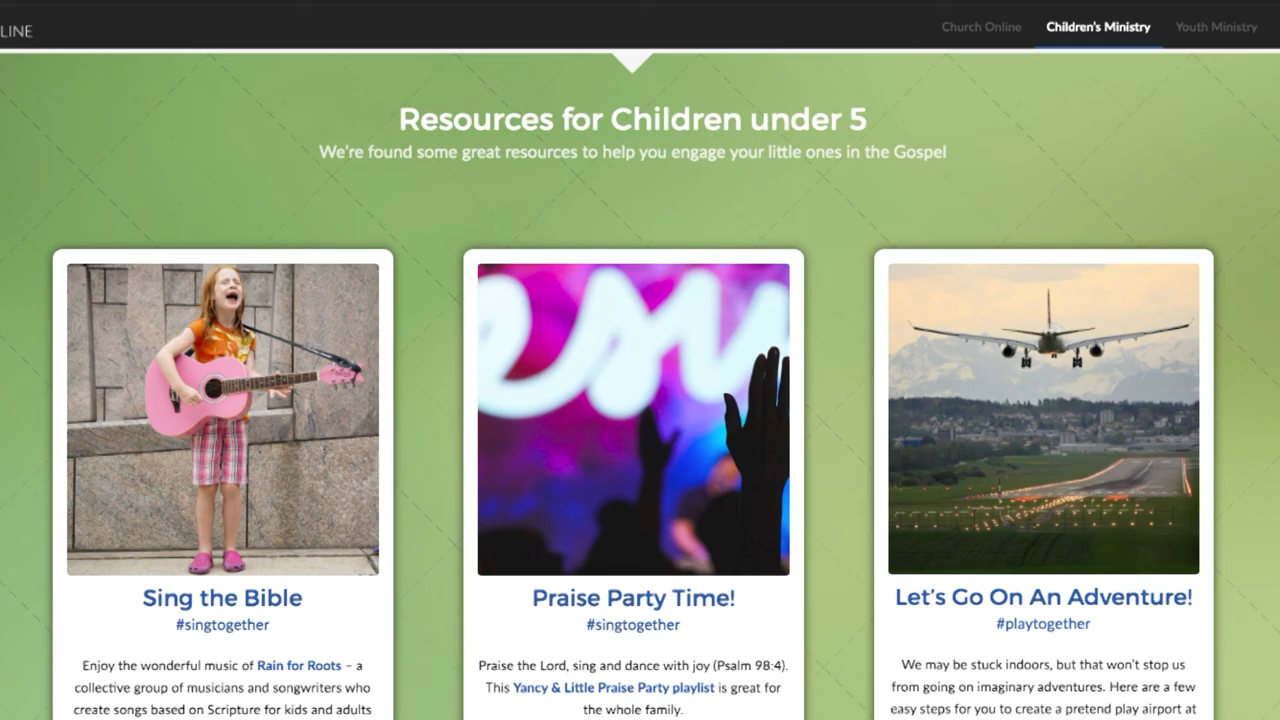 LINE
Church Online
Children's Ministry
Youth Ministry
Resources for Children under 5
We're found some great resources to help you engage your little ones in the Gospel
Sing the Bible
#singtogether
Enjoy the wonderful music of Rain for Roots – a
collective group of musicians and songwriters who
create songs based on Scripture for kids and adults
Praise Party Time!
#singtogether
Praise the Lord, sing and dance with joy (Psalm 98:4).
This Yancy & Little Praise Party playlist is great for
the whole family.
Let's Go On An Adventure!
#playtogether
We may be stuck indoors, but that won't stop us
from going on imaginary adventures. Here are a few
easy steps for you to create a pretend play airport at